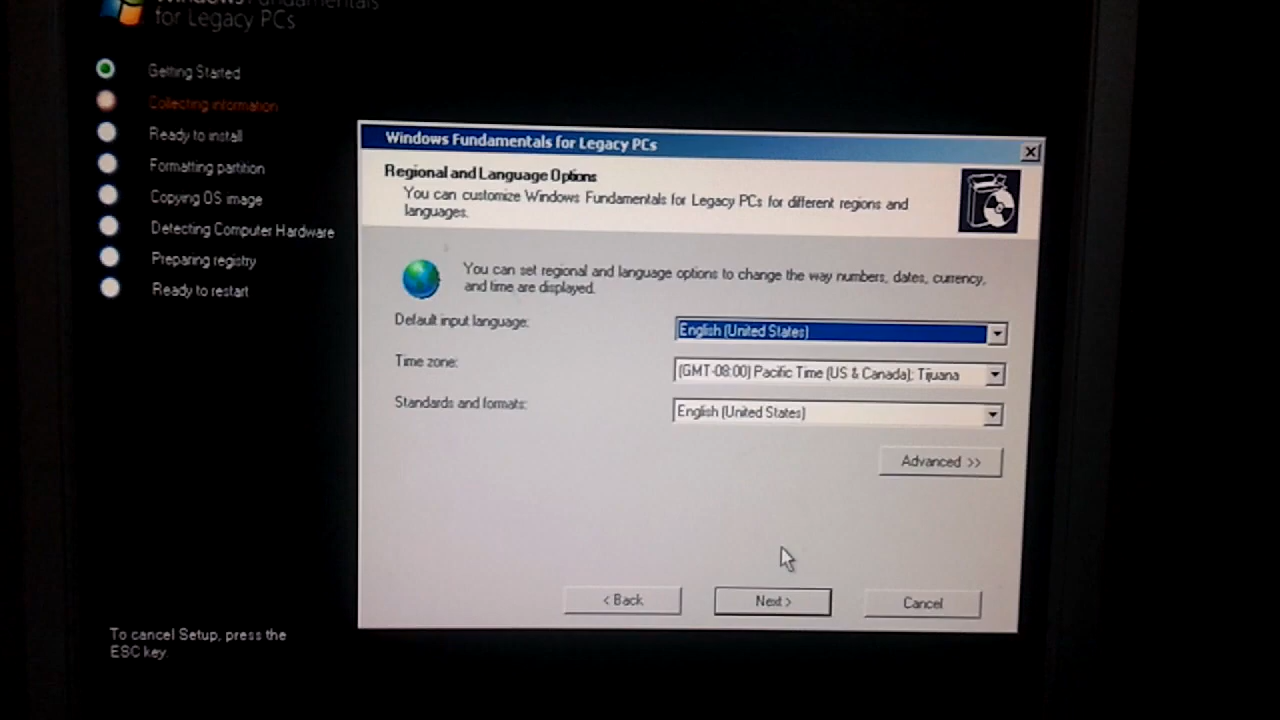 Windows Fundamentals
for Legacy PCs
Getting Started
Collecting information
Ready to install
Formatting partition
Copying OS image
Detecting Computer Hardware
Preparing registry
Ready to restart
To cancel Setup, press the
ESC key.
Windows Fundamentals for Legacy PCs
Regional and Language Options
You can customize Windows Fundamentals for Legacy PCs for different regions and
languages.
You can set regional and language options to change the way numbers, dates, currency,
and time are displayed.
Default input language:
English (United States)
Time zone:
(GMT-08:00) Pacific Time (US & Canada); Tijuana
Standards and formats:
English (United States)
Advanced >>
< Back
Next >
Cancel